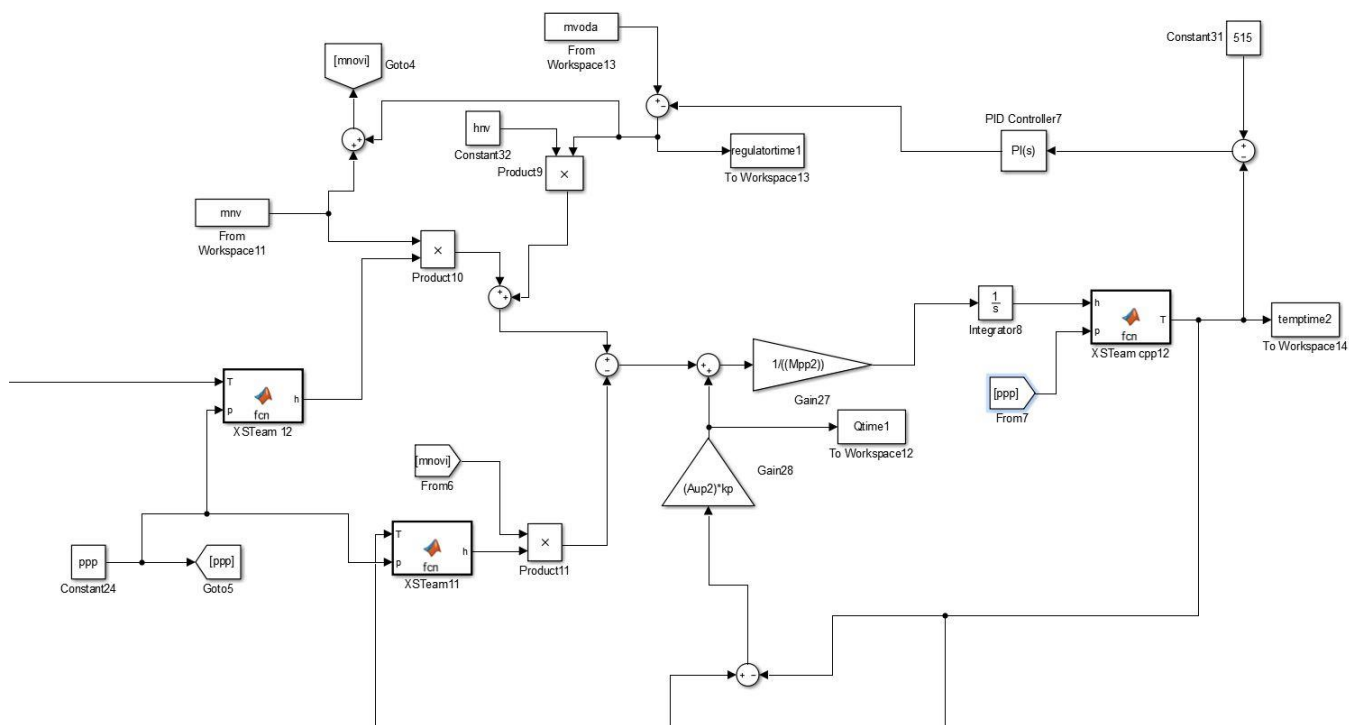 mvoda
From
Workspace13
Constant31
515
[mnovi]
Goto4
+
-
hnv
Constant32
PID Controller7
PI(s)
+
+
regulatortime1
To Workspace13
+
-
Product9
×
mnv
From
Workspace11
×
Product10
+
+
1
s
Integrator8
h
p
T
fcn
XSTeam cpp12
temptime2
To Workspace14
+
-
+
+
1/((Mpp2))
Gain27
T
p
h
fcn
XSTeam 12
[ppp]
From7
Qtime1
To Workspace12
[mnovi]
From6
Gain28
(Aup2)*kp
ppp
Constant24
[ppp]
Goto5
T
p
h
fcn
XSTeam11
×
Product11
+ -